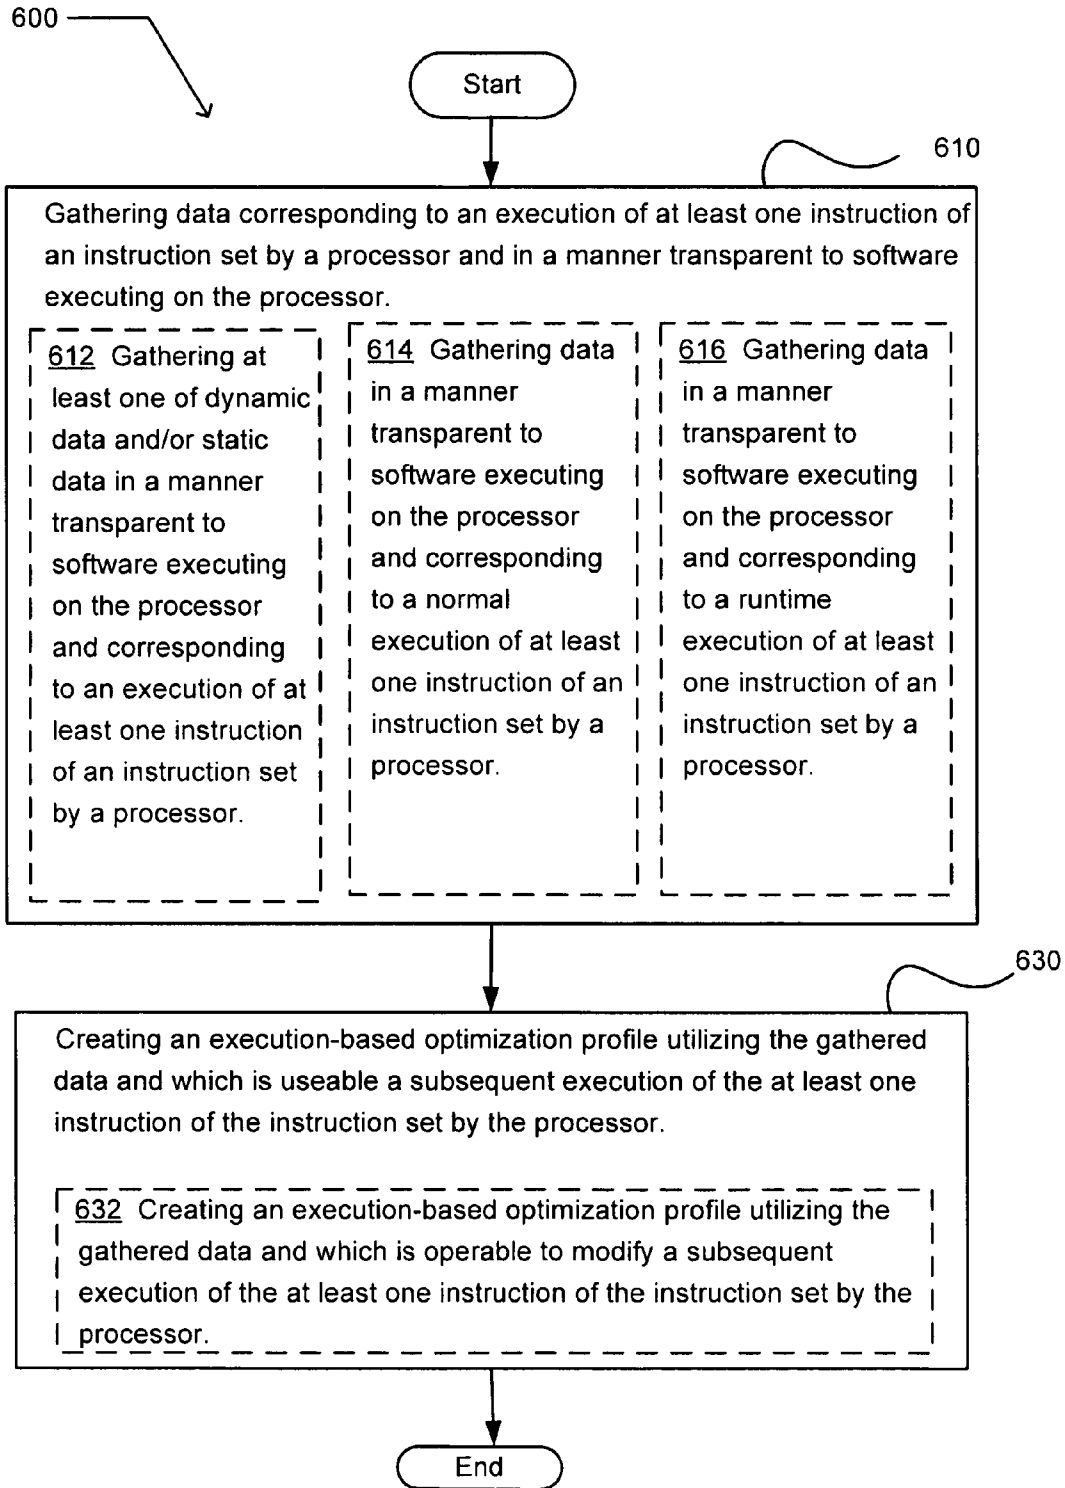 600
Start
610
Gathering data corresponding to an execution of at least one instruction of
an instruction set by a processor and in a manner transparent to software
executing on the processor.
612 Gathering at
least one of dynamic
data and/or static
data in a manner
transparent to
software executing
on the processor
and corresponding
to an execution of at
least one instruction
of an instruction set
by a processor.
614 Gathering data
in a manner
transparent to
software executing
on the processor
and corresponding
to a normal
execution of at least
one instruction of an
instruction set by a
processor.
616 Gathering data
in a manner
transparent to
software executing
on the processor
and corresponding
to a runtime
execution of at least
one instruction of an
instruction set by a
processor.
630
Creating an execution-based optimization profile utilizing the gathered
data and which is useable a subsequent execution of the at least one
instruction of the instruction set by the processor.
632 Creating an execution-based optimization profile utilizing the
gathered data and which is operable to modify a subsequent
execution of the at least one instruction of the instruction set by the
processor.
End